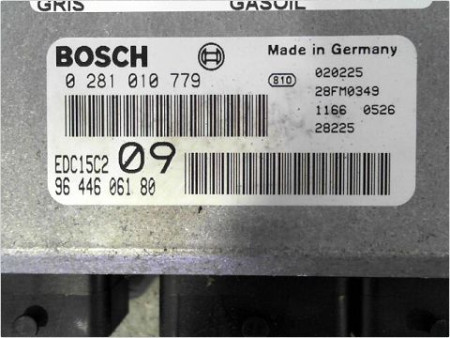 GRIS GASOIL
BOSCH Made in Germany
0 281 010 779 810 020225
28FM0349
1166 0526
28225
EDC15C2 09
96 446 061 80